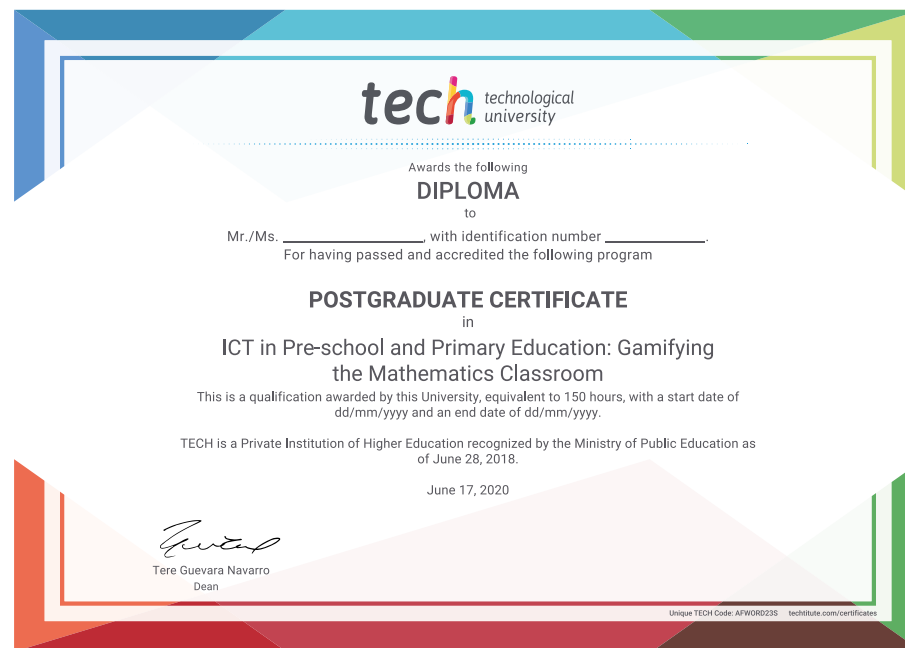 tech technological
university
Awards the following
DIPLOMA
to
Mr./Ms. ____________, with identification number ____________.
For having passed and accredited the following program
POSTGRADUATE CERTIFICATE
in
ICT in Pre-school and Primary Education: Gamifying
the Mathematics Classroom
This is a qualification awarded by this University, equivalent to 150 hours, with a start date of
dd/mm/yyyy and an end date of dd/mm/yyyy.
TECH is a Private Institution of Higher Education recognized by the Ministry of Public Education as
of June 28, 2018.
June 17, 2020
Tere Guevara Navarro
Dean
Unique TECH Code: AFWORD23S techtitute.com/certificates